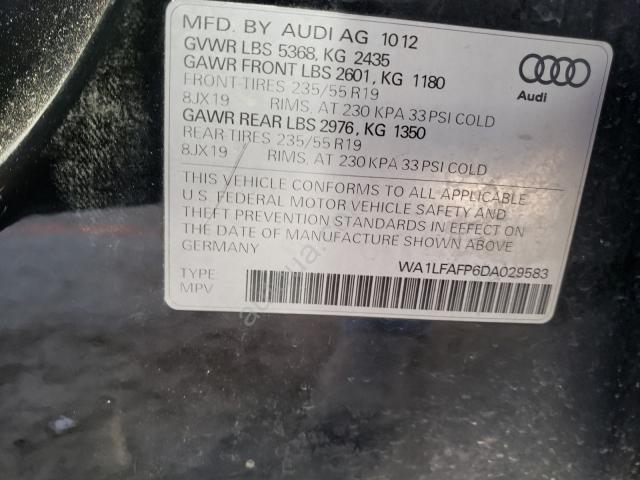 MFD. BY AUDI AG 1012
GVWR LBS 5368, KG 2435
GAWR FRONT LBS 2601, KG 1180
FRONT-TIRES 235/55 R19
8JX19 RIMS, AT 230 KPA 33 PSI COLD
GAWR REAR LBS 2976, KG 1350
REAR-TIRES 235/55 R19
8JX19 RIMS, AT 230 KPA 33 PSI COLD
Audi
THIS VEHICLE CONFORMS TO ALL APPLICABLE
U.S. FEDERAL MOTOR VEHICLE SAFETY AND
THEFT PREVENTION STANDARDS IN EFFECT ON
THE DATE OF MANUFACTURE SHOWN ABOVE
GERMANY
WA1LFAFP6DA029583
TYPE
MPV